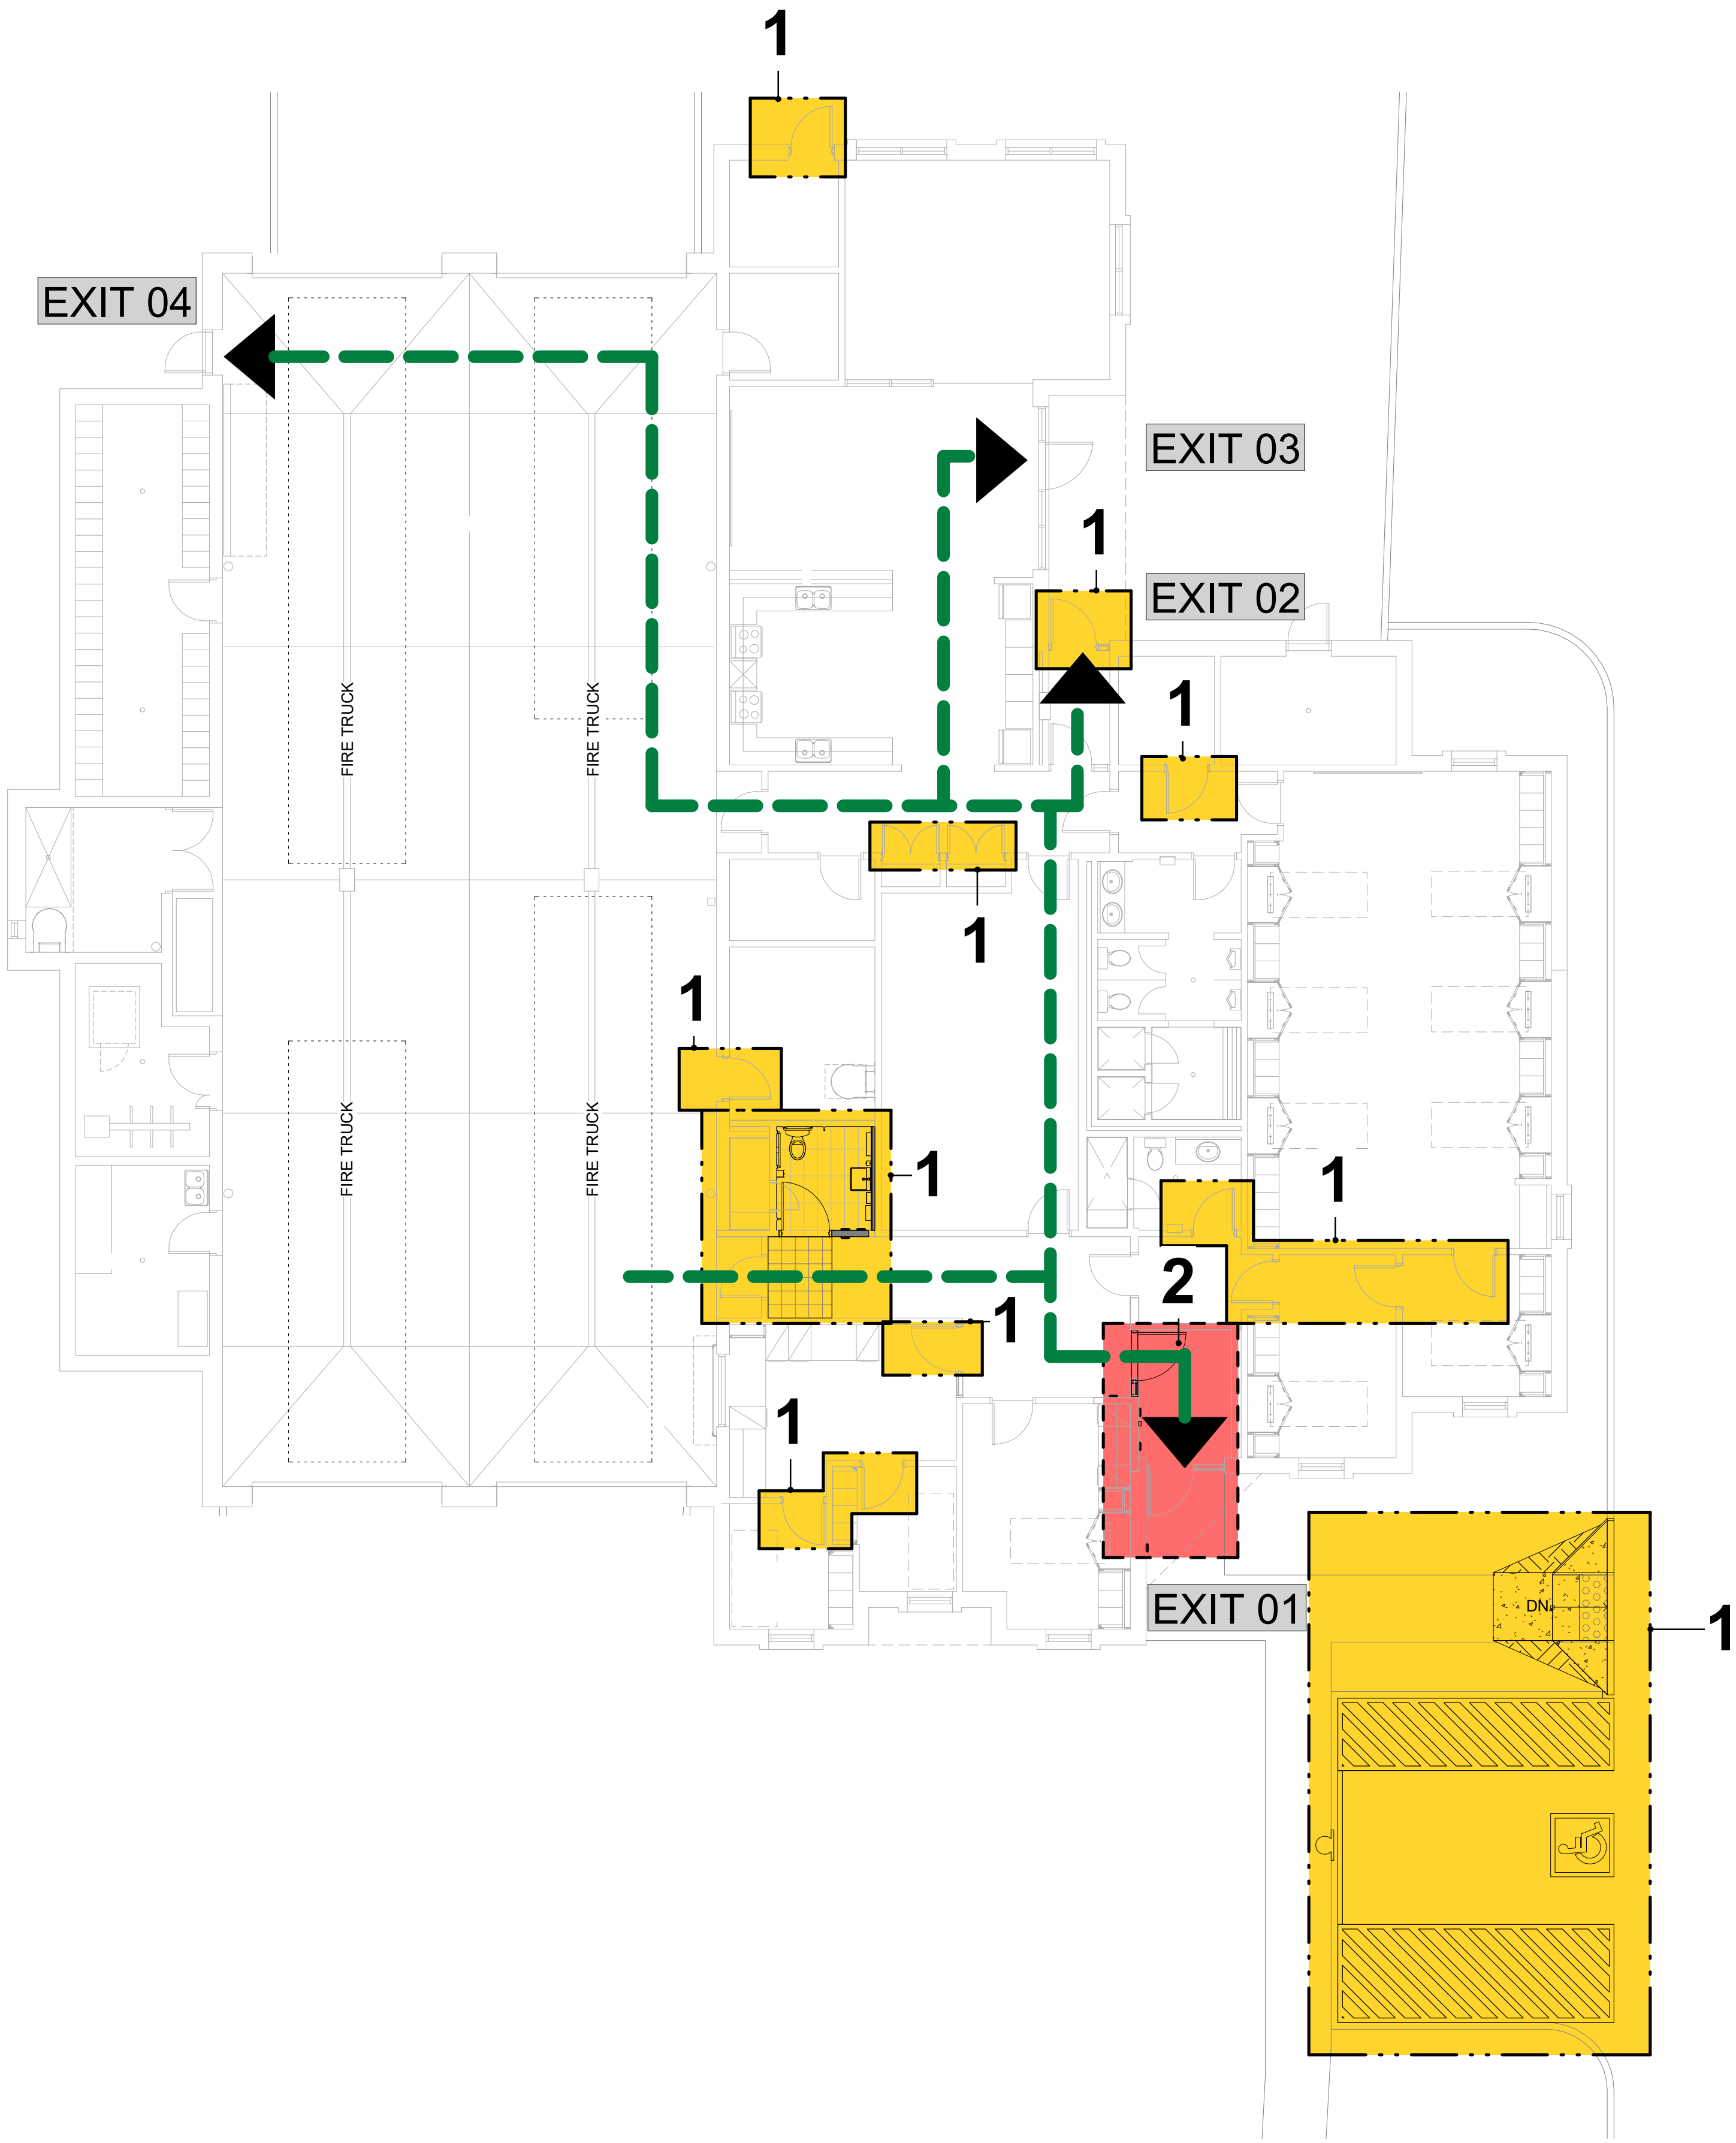 1
EXIT 04
EXIT 03
1
EXIT 02
1
FIRE TRUCK
FIRE TRUCK
1
1
FIRE TRUCK
FIRE TRUCK
1
1
2
1
1
EXIT 01
DN
1